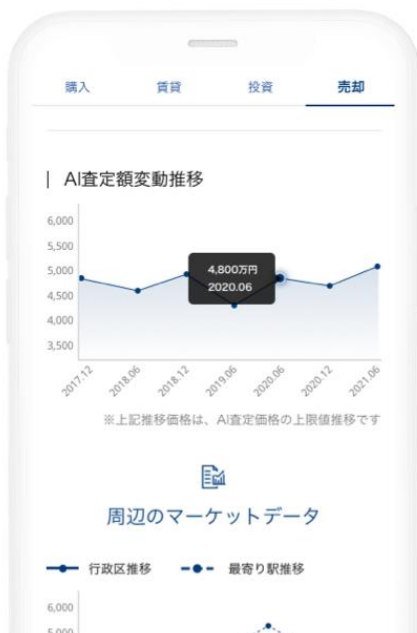 購入 賃貸 投資 売却
AI査定額変動推移
6,000
5,500
5,000
4,500
4,000
3,500
4,800万円
2020.06
2017.12 2018.06 2018.12 2019.06 2020.06 2020.12 2021.06
※上記推移価格は、AI査定価格の上限値推移です
周辺のマーケットデータ
行政区推移 最寄り駅推移
6,000
5,000